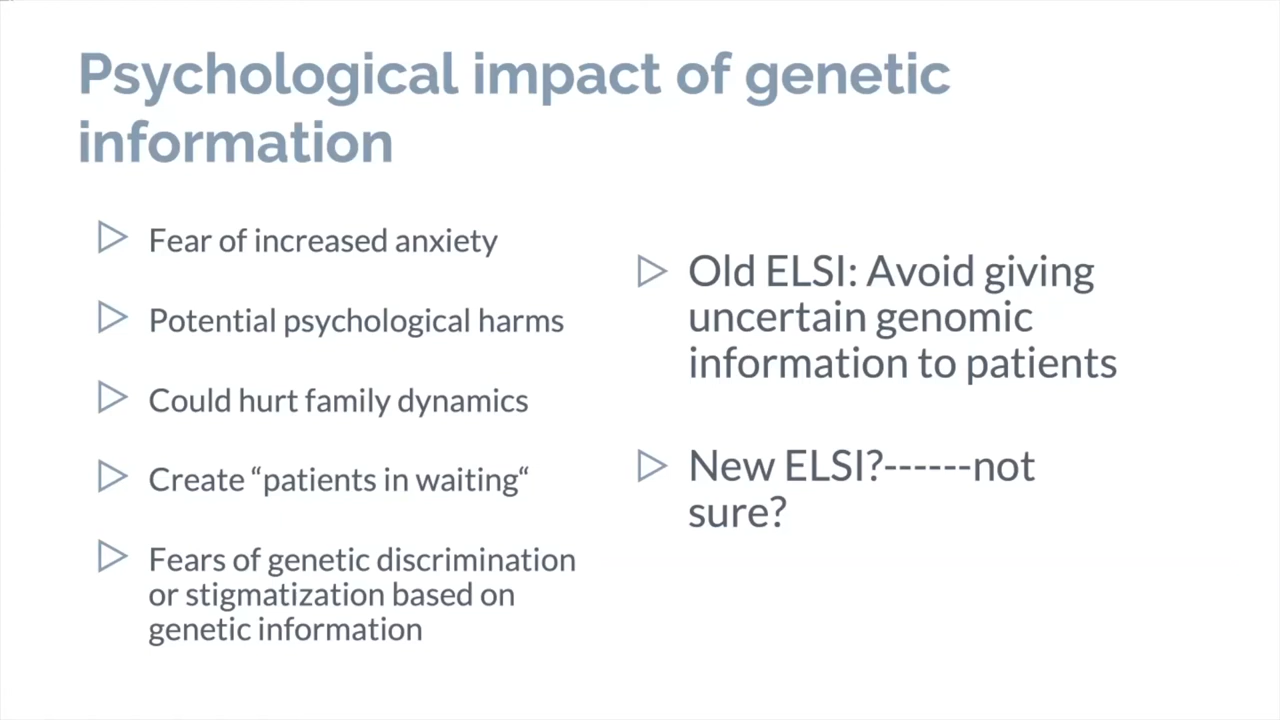 Psychological impact of genetic
information
Fear of increased anxiety
Potential psychological harms
Could hurt family dynamics
Create “patients in waiting“
Fears of genetic discrimination
or stigmatization based on
genetic information
Old ELSI: Avoid giving
uncertain genomic
information to patients
New ELSI?------not
sure?